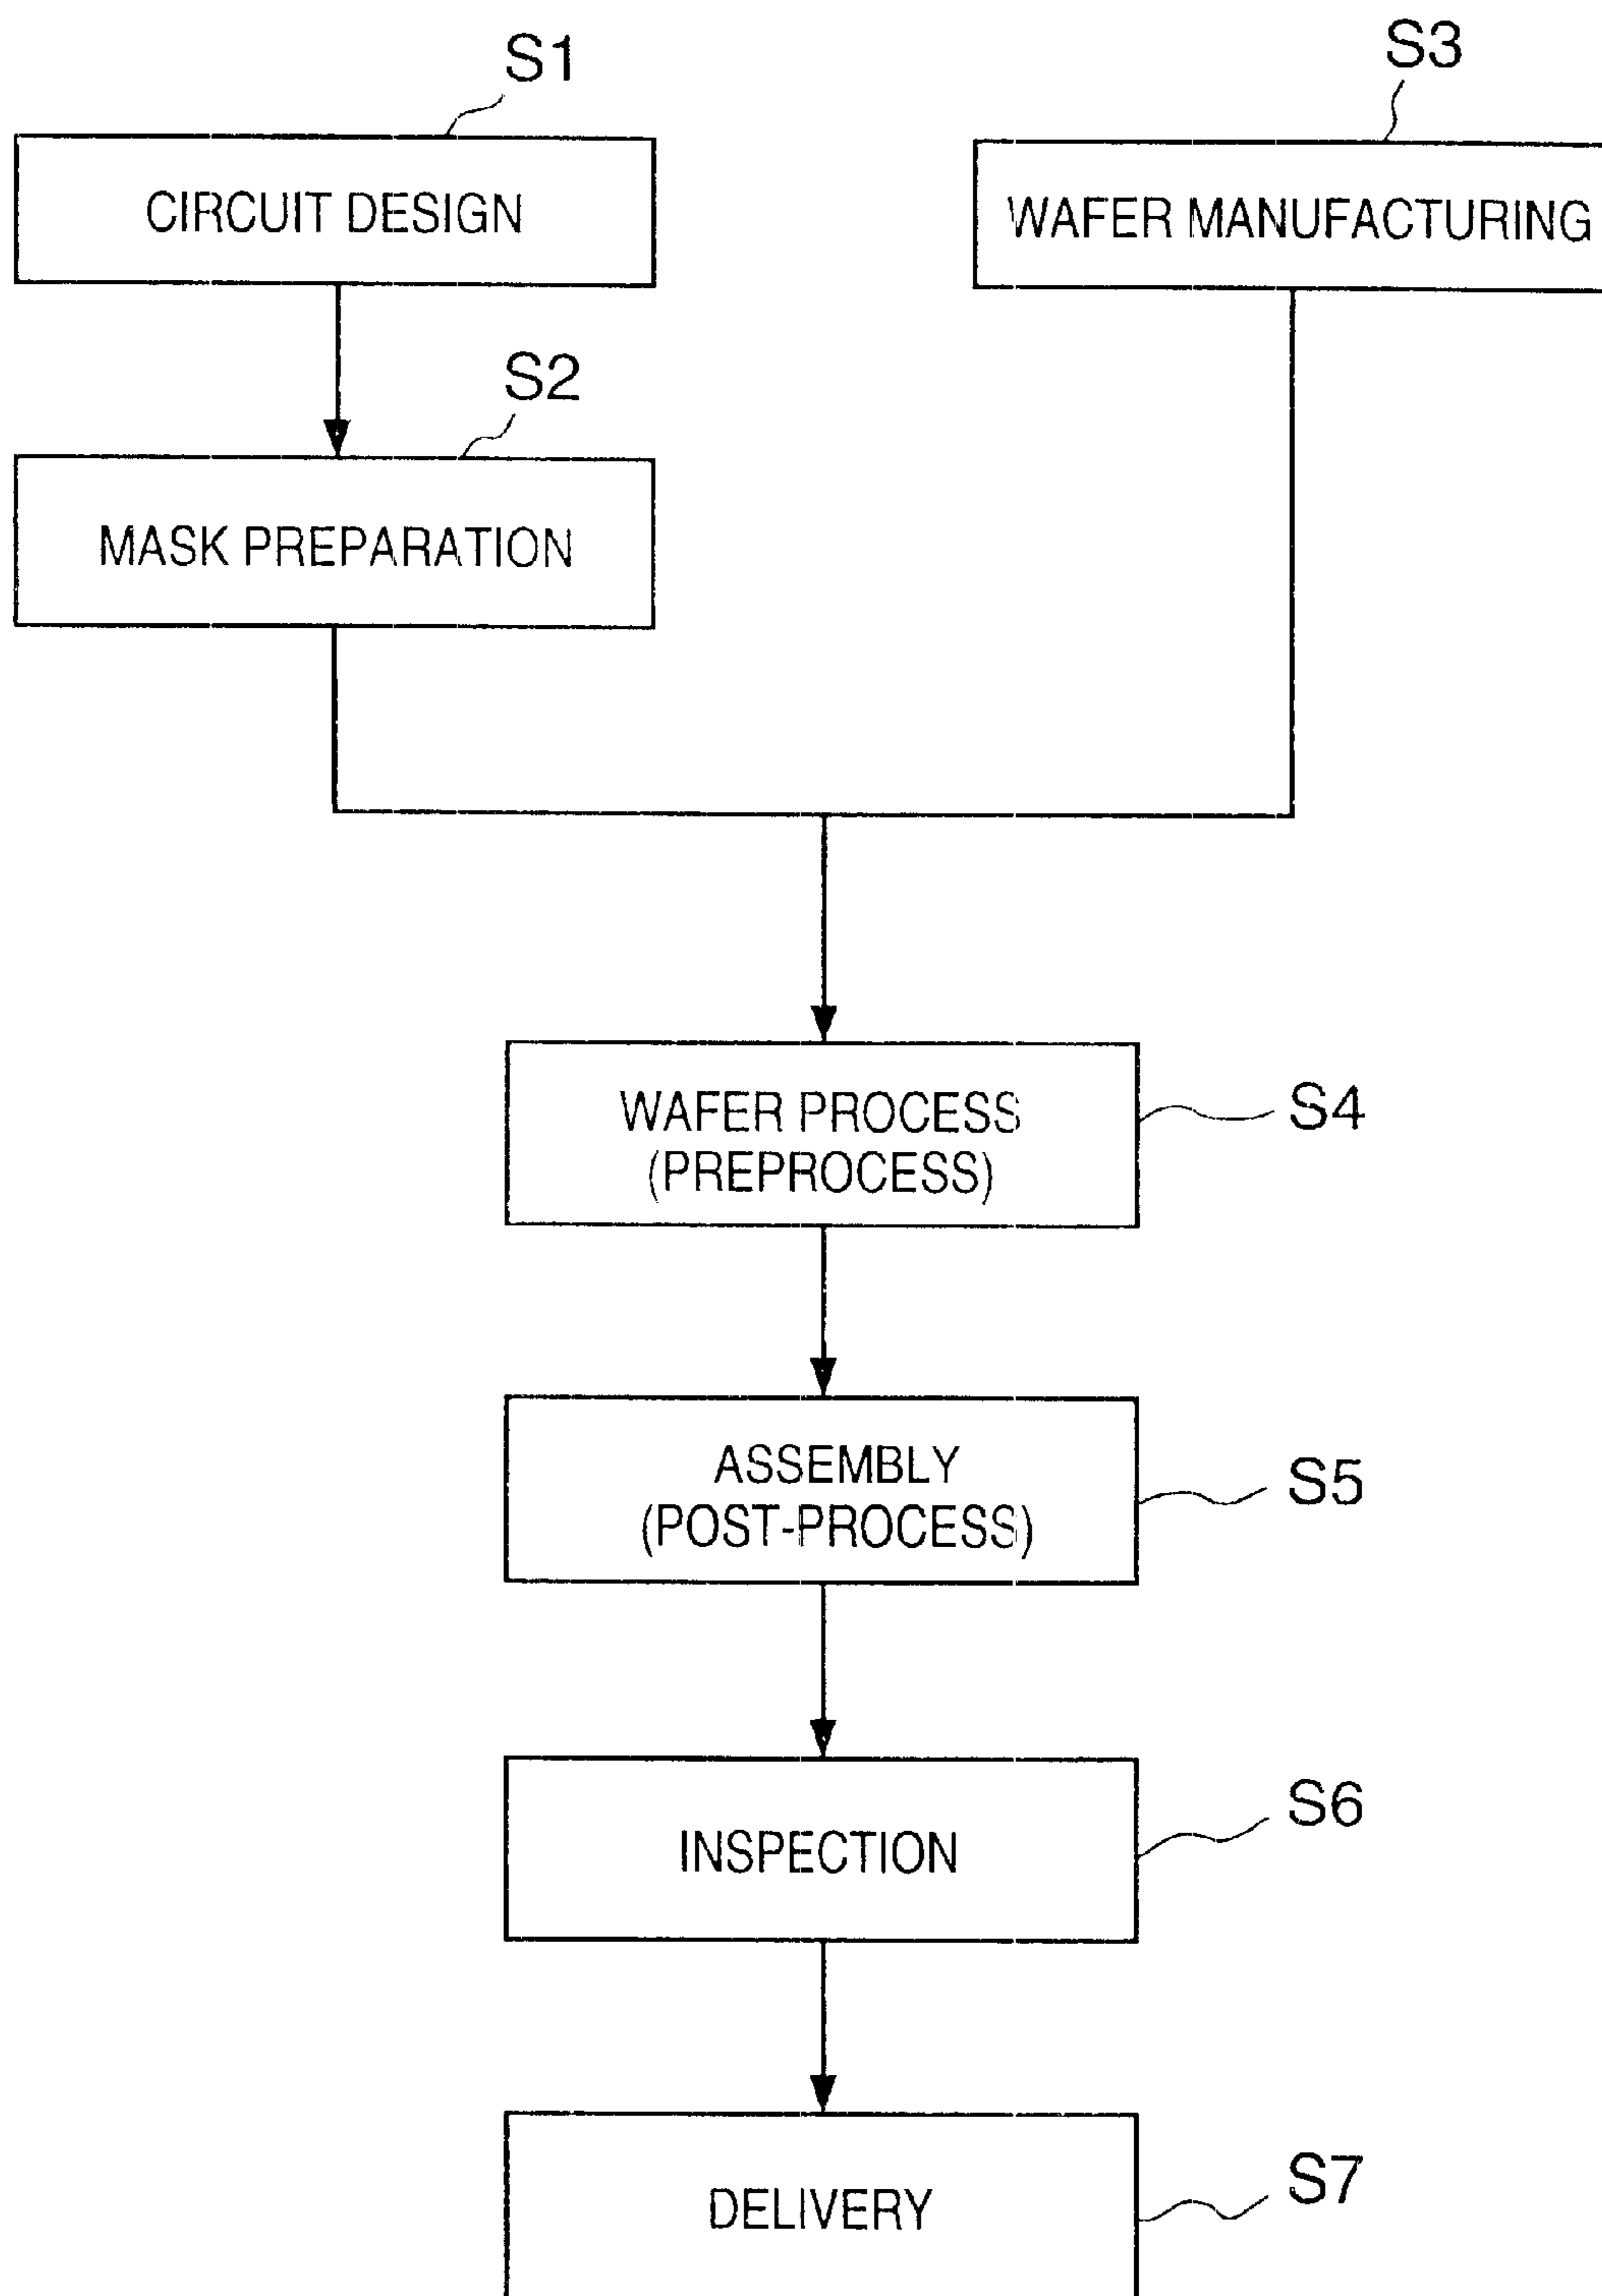 S1
CIRCUIT DESIGN
S3
WAFER MANUFACTURING
S2
MASK PREPARATION
WAFER PROCESS
(PREPROCESS)
S4
ASSEMBLY
(POST-PROCESS)
S5
INSPECTION
S6
DELIVERY
S7